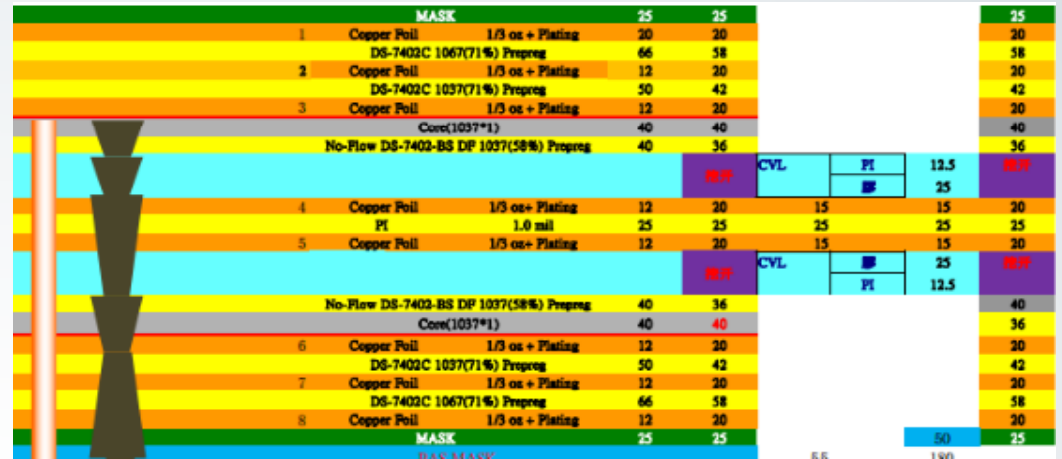 MASK 25 25 25
1 Copper Foil 1/3 oz + Plating 20 20 20
DS-7402C 1067(71%) Prepreg 66 58 58
2 Copper Foil 1/3 oz + Plating 12 20 20
DS-7402C 1037(71%) Prepreg 50 42 42
3 Copper Foil 1/3 oz + Plating 12 20 20
Core(1037*1) 40 40 40
No-Flow DS-7402-BS DF 1037(58%) Prepreg 40 36 36
CVL PI 12.5
25
4 Copper Foil 1/3 oz+ Plating 12 20 15 15 20
PI 1.0 mil 25 25 25 25 25
5 Copper Foil 1/3 oz+ Plating 12 20 15 15 20
CVL 25
PI 12.5
No-Flow DS-7402-BS DF 1037(58%) Prepreg 40 36 40
Core(1037*1) 40 40 36
6 Copper Foil 1/3 oz + Plating 12 20 20
DS-7402C 1037(71%) Prepreg 50 42 42
7 Copper Foil 1/3 oz + Plating 12 20 20
DS-7402C 1067(71%) Prepreg 66 58 58
8 Copper Foil 1/3 oz + Plating 12 20 20
MASK 25 25 50 25
MASK 55 180